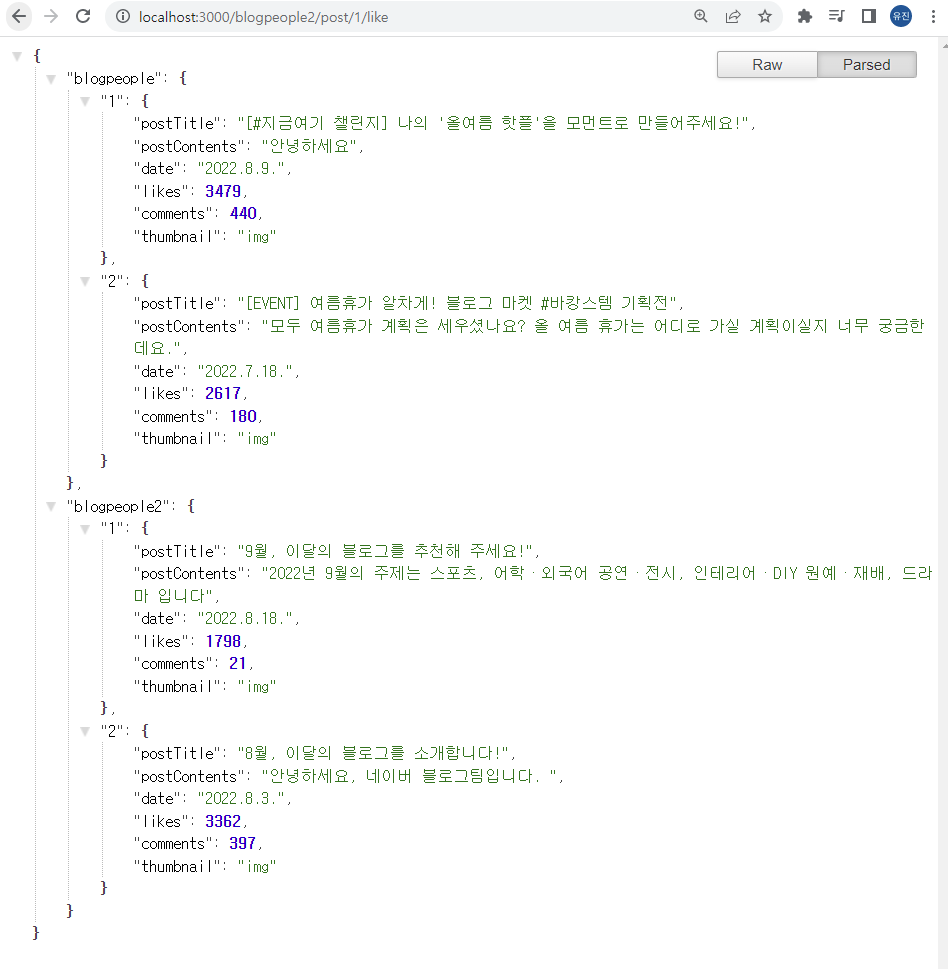 localhost:3000/blogpeople2/post/1/like
유진
Raw Parsed
{
"blogpeople": {
"1": {
"postTitle": "[#지금여기 챌린지] 나의 '올여름 핫플'을 모먼트로 만들어주세요!",
"postContents": "안녕하세요",
"date": "2022.8.9.",
"likes": 3479,
"comments": 440,
"thumbnail": "img"
},
"2": {
"postTitle": "[EVENT] 여름휴가 알차게! 블로그 마켓 #바캉스템 기획전",
"postContents": "모두 여름휴가 계획은 세우셨나요? 올 여름 휴가는 어디로 가실 계획이실지 너무 궁금한
데요.",
"date": "2022.7.18.",
"likes": 2617,
"comments": 180,
"thumbnail": "img"
}
},
"blogpeople2": {
"1": {
"postTitle": "9월, 이달의 블로그를 추천해 주세요!",
"postContents": "2022년 9월의 주제는 스포츠, 어학·외국어 공연·전시, 인테리어·DIY 원예·재배, 드라
마 입니다",
"date": "2022.8.18.",
"likes": 1798,
"comments": 21,
"thumbnail": "img"
},
"2": {
"postTitle": "8월, 이달의 블로그를 소개합니다!",
"postContents": "안녕하세요, 네이버 블로그팀입니다. ",
"date": "2022.8.3.",
"likes": 3362,
"comments": 397,
"thumbnail": "img"
}
}
}